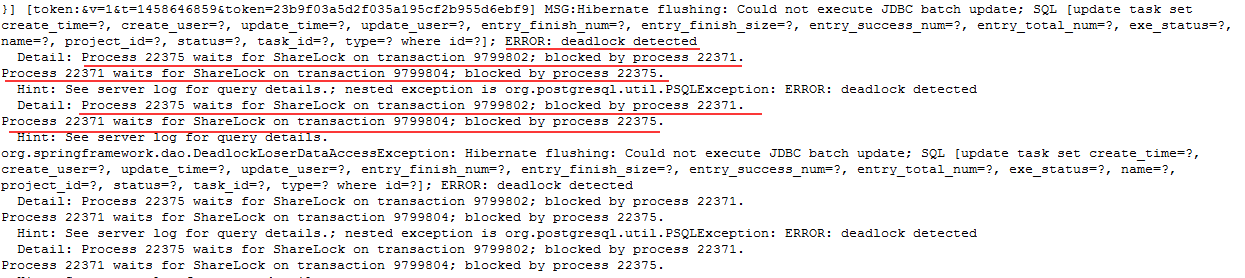 }] [token:&v=1&t=1458646859&token=23b9f03a5d2f035a195cf2b955d6ebf9] MSG:Hibernate flushing: Could not execute JDBC batch update; SQL [update task set
create_time=?, create_user=?, update_time=?, update_user=?, entry_finish_num=?, entry_finish_size=?, entry_success_num=?, entry_total_num=?, exe_status=?,
name=?, project_id=?, status=?, task_id=?, type=? where id=?]; ERROR: deadlock detected
  Detail: Process 22375 waits for ShareLock on transaction 9799802; blocked by process 22371.
Process 22371 waits for ShareLock on transaction 9799804; blocked by process 22375.
  Hint: See server log for query details.; nested exception is org.postgresql.util.PSQLException: ERROR: deadlock detected
  Detail: Process 22375 waits for ShareLock on transaction 9799802; blocked by process 22371.
Process 22371 waits for ShareLock on transaction 9799804; blocked by process 22375.
  Hint: See server log for query details.
org.springframework.dao.DeadlockLoserDataAccessException: Hibernate flushing: Could not execute JDBC batch update; SQL [update task set create_time=?,
create_user=?, update_time=?, update_user=?, entry_finish_num=?, entry_finish_size=?, entry_success_num=?, entry_total_num=?, exe_status=?, name=?,
project_id=?, status=?, task_id=?, type=? where id=?]; ERROR: deadlock detected
  Detail: Process 22375 waits for ShareLock on transaction 9799802; blocked by process 22371.
Process 22371 waits for ShareLock on transaction 9799804; blocked by process 22375.
  Hint: See server log for query details.; nested exception is org.postgresql.util.PSQLException: ERROR: deadlock detected
  Detail: Process 22375 waits for ShareLock on transaction 9799802; blocked by process 22371.
Process 22371 waits for ShareLock on transaction 9799804; blocked by process 22375.